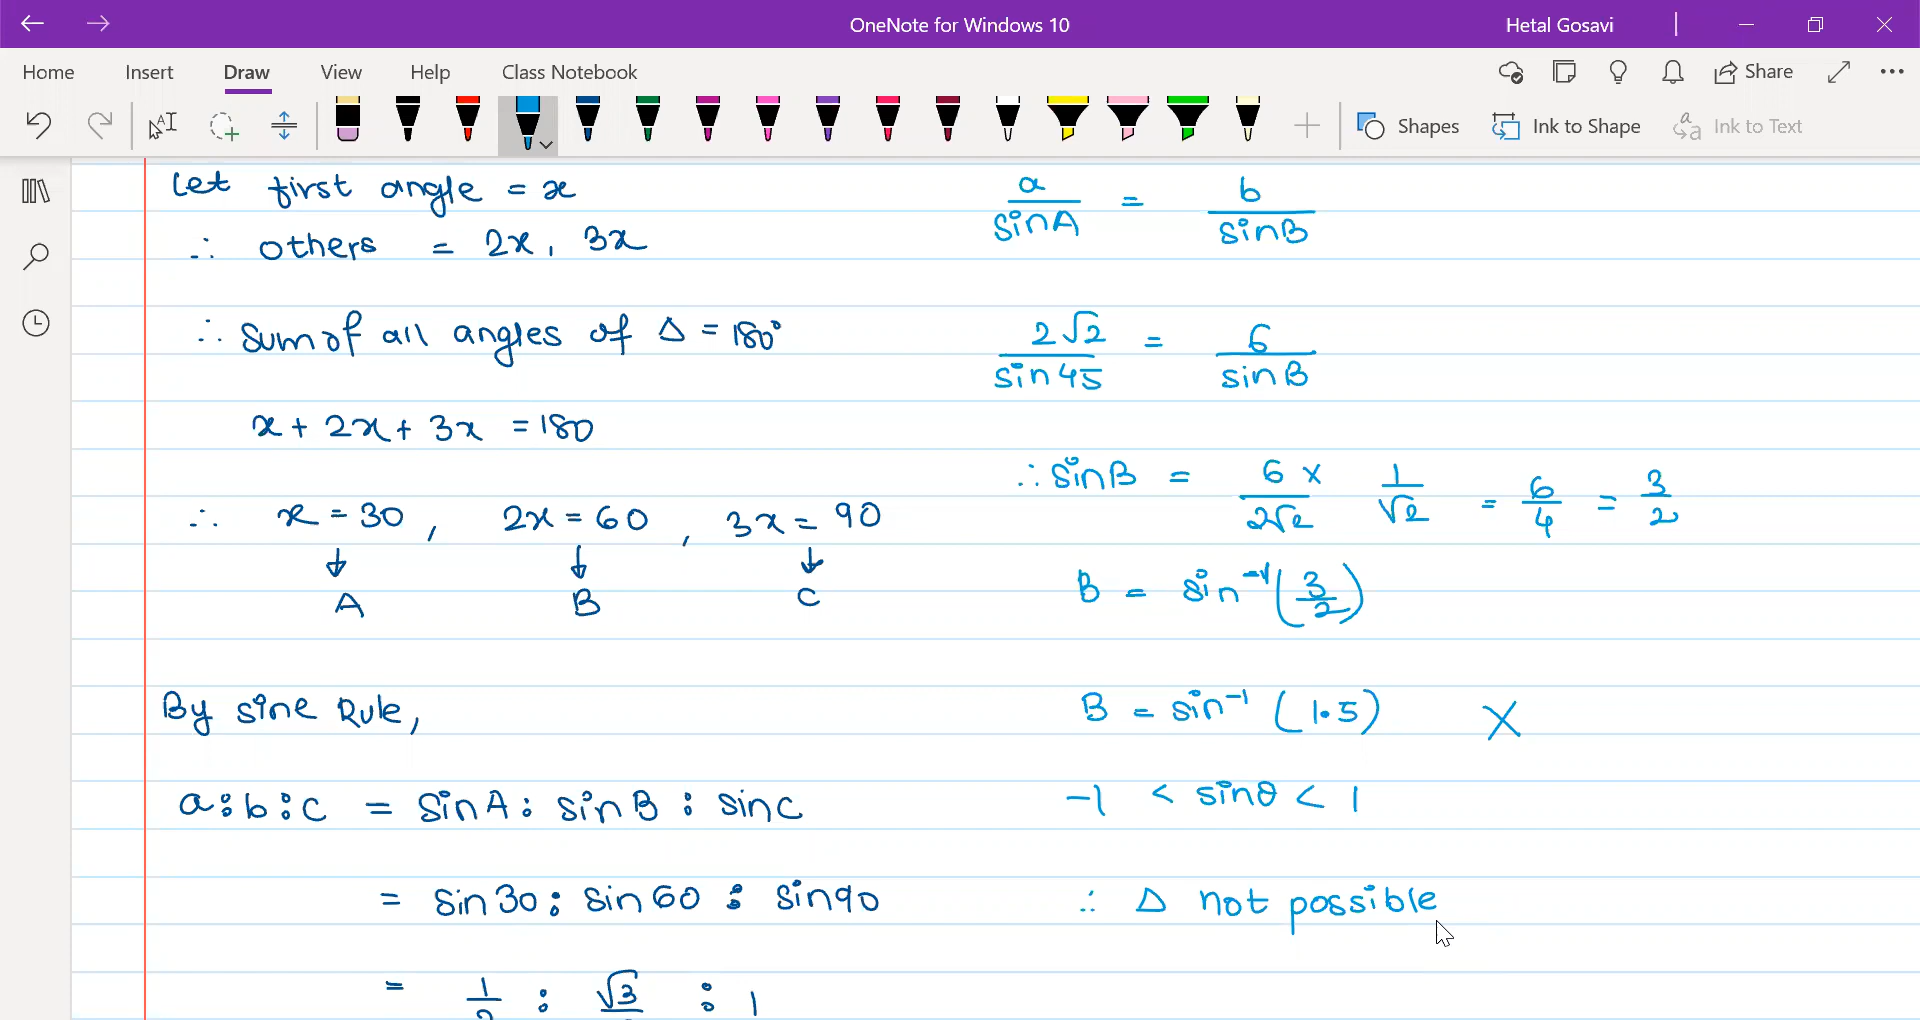 OneNote for Windows 10
Hetal Gosavi
Home Insert Draw View Help Class Notebook
Share
Shapes Ink to Shape Ink to Text
Let first angle = x
∴ others = 2x, 3x
∴ Sum of all angles of Δ = 180°
x + 2x + 3x = 180
∴ x = 30, 2x = 60, 3x = 90
↓ ↓ ↓
A B C
By sine Rule,
a : b : c = sinA : sinB : sinC
= sin30 : sin60 : sin90
= 1/2 : √3/ : 1
a/sinA = b/sinB
2√2/sin45 = 6/sinB
∴ sinB = 6/2√2 × 1/√2 = 6/4 = 3/2
B = sin⁻¹(3/2)
B = sin⁻¹(1.5) X
-1 < sinθ < 1
∴ Δ not possible